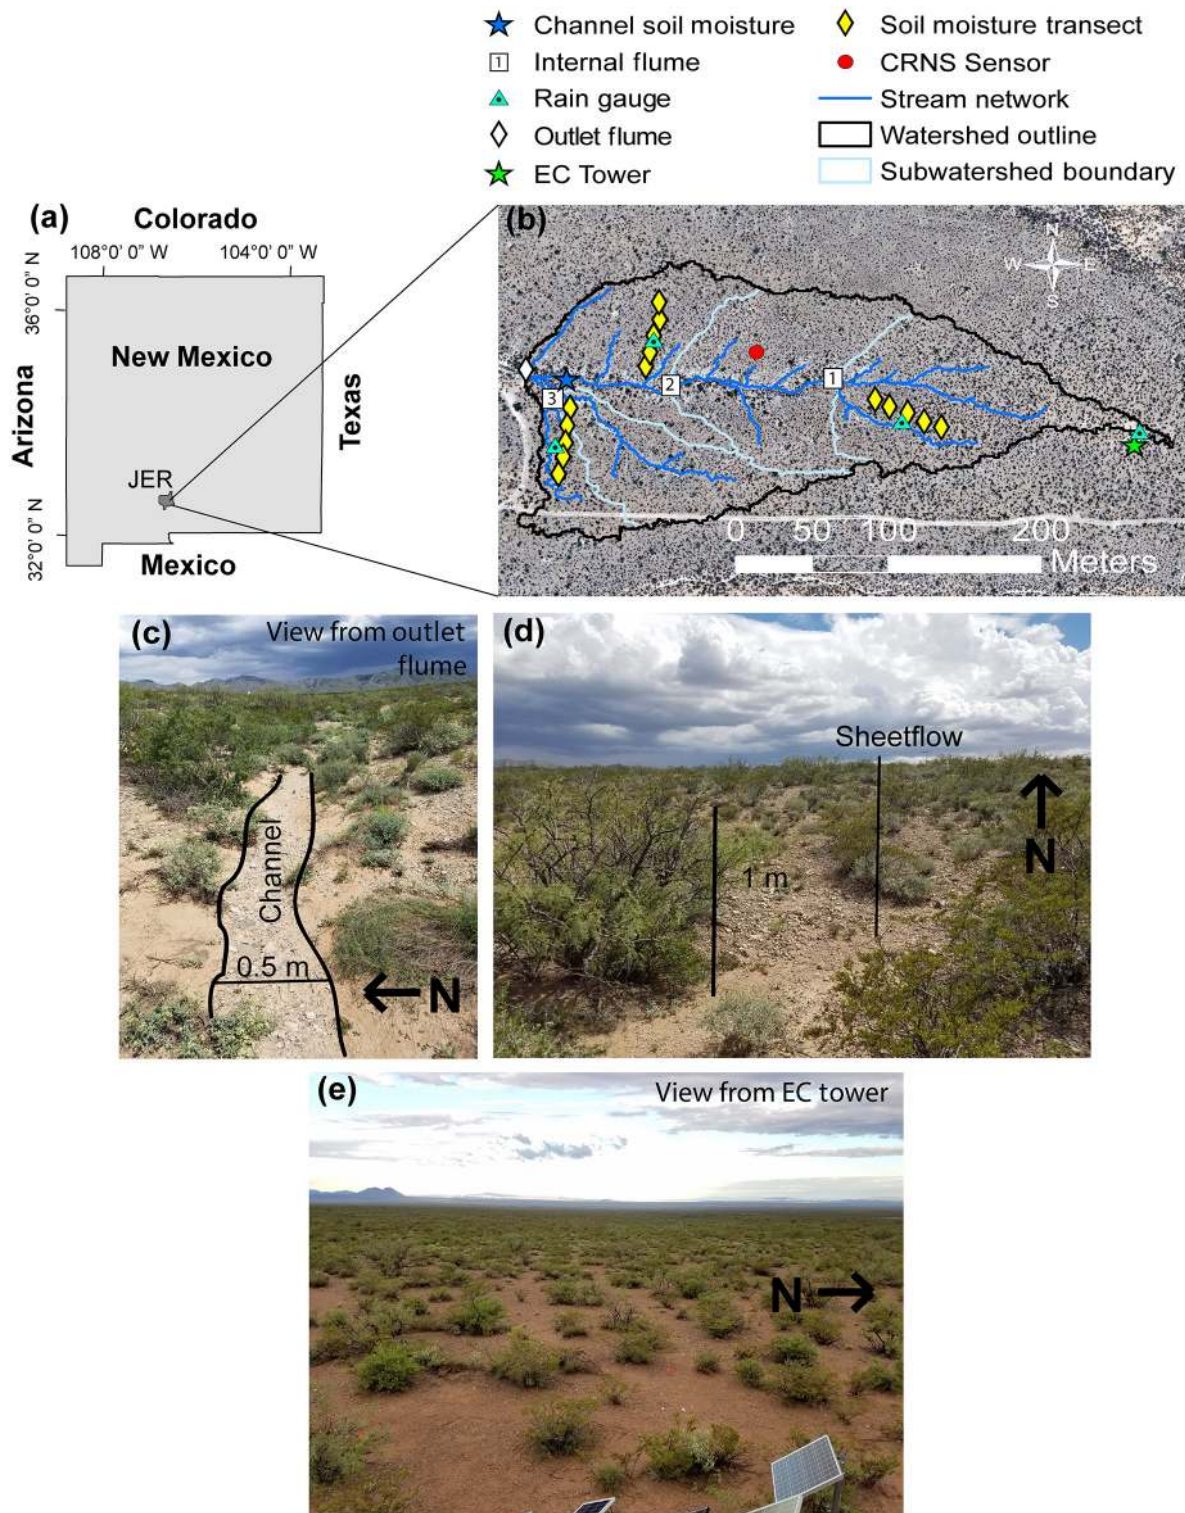 Channel soil moisture
1 Internal flume
Rain gauge
Outlet flume
EC Tower
Soil moisture transect
CRNS Sensor
Stream network
Watershed outline
Subwatershed boundary
(a)
Colorado
108°0' 0" W
104°0' 0" W
36°0' 0" N
New Mexico
Arizona
Texas
JER
32°0' 0" N
Mexico
(b)
N
W E
S
2
1
3
0 50 100 200
Meters
(c)
View from outlet
flume
Channel
0.5 m
N
(d)
Sheetflow
1 m
N
(e)
View from EC tower
N